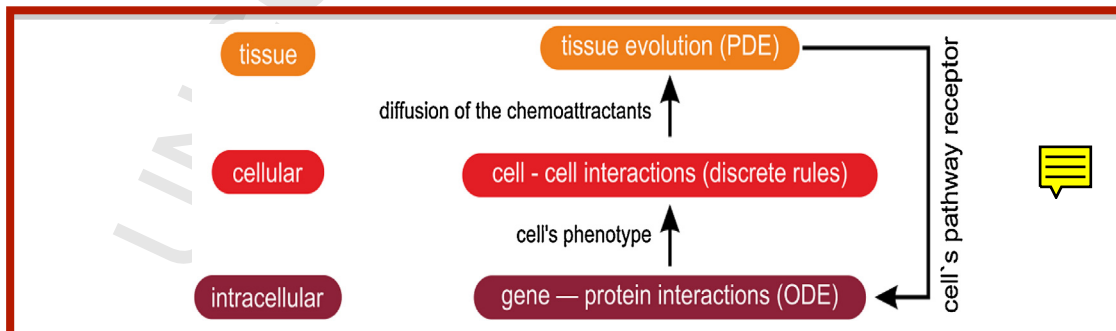 tissue
tissue evolution (PDE)
diffusion of the chemoattractants
cellular
cell - cell interactions (discrete rules)
cell's phenotype
intracellular
gene — protein interactions (ODE)
cell`s pathway receptor